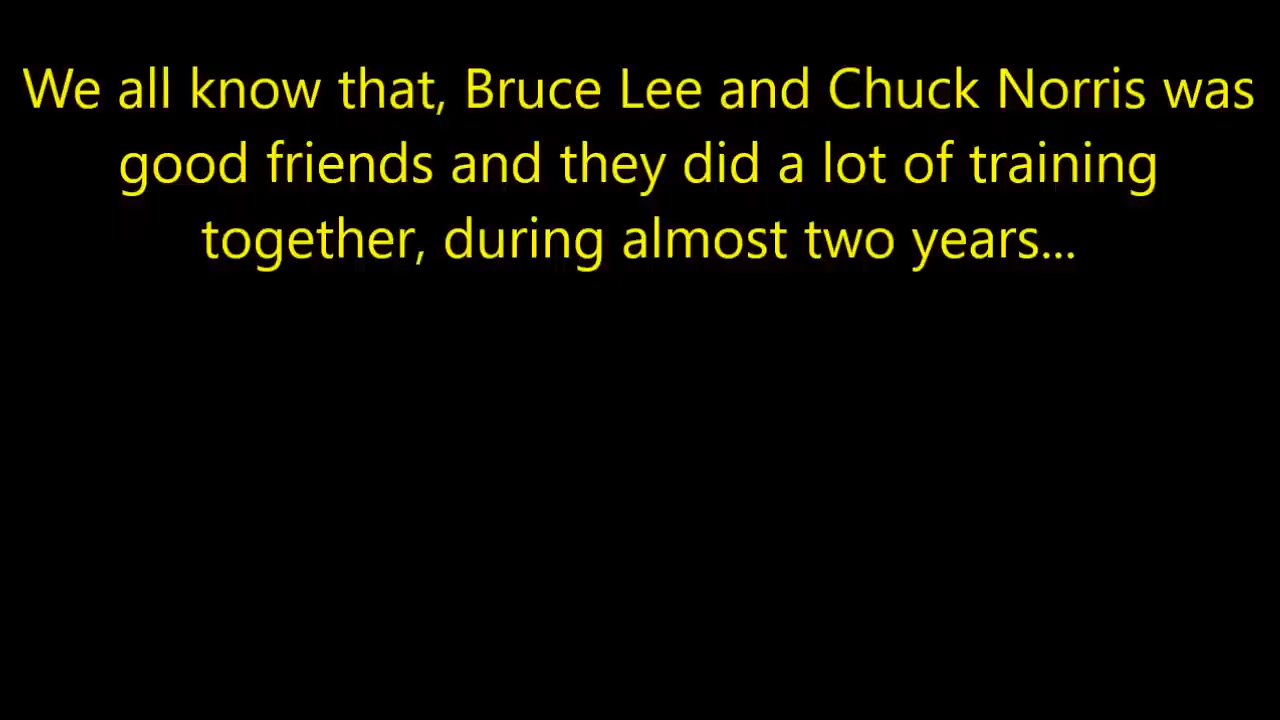 We all know that, Bruce Lee and Chuck Norris was
good friends and they did a lot of training
together, during almost two years...